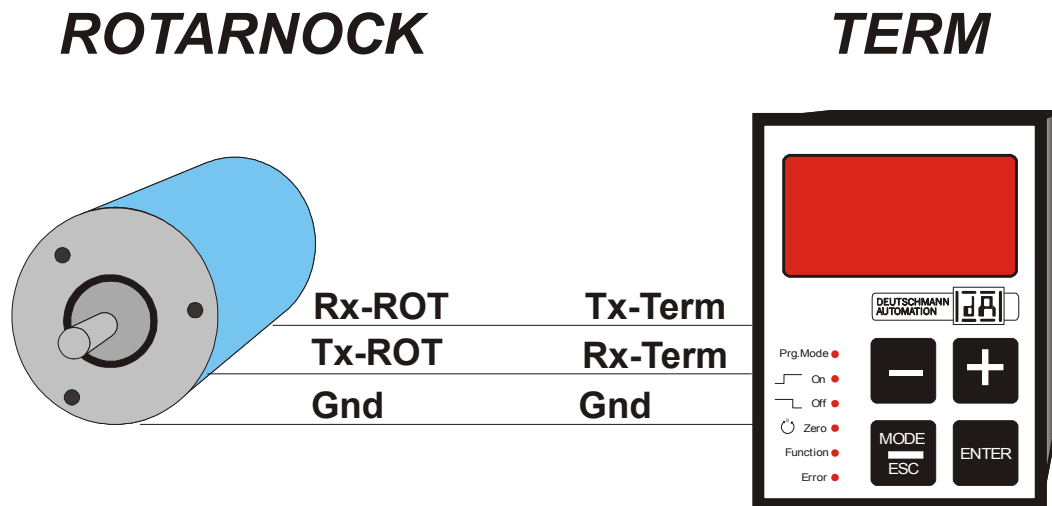 ROTARNOCK TERM
Rx-ROT Tx-Term
Tx-ROT Rx-Term
Gnd Gnd
DEUTSCHMANN
AUTOMATION
dA
Prg.Mode
On
Off
Zero
Function
Error
− +
MODE
ESC
ENTER